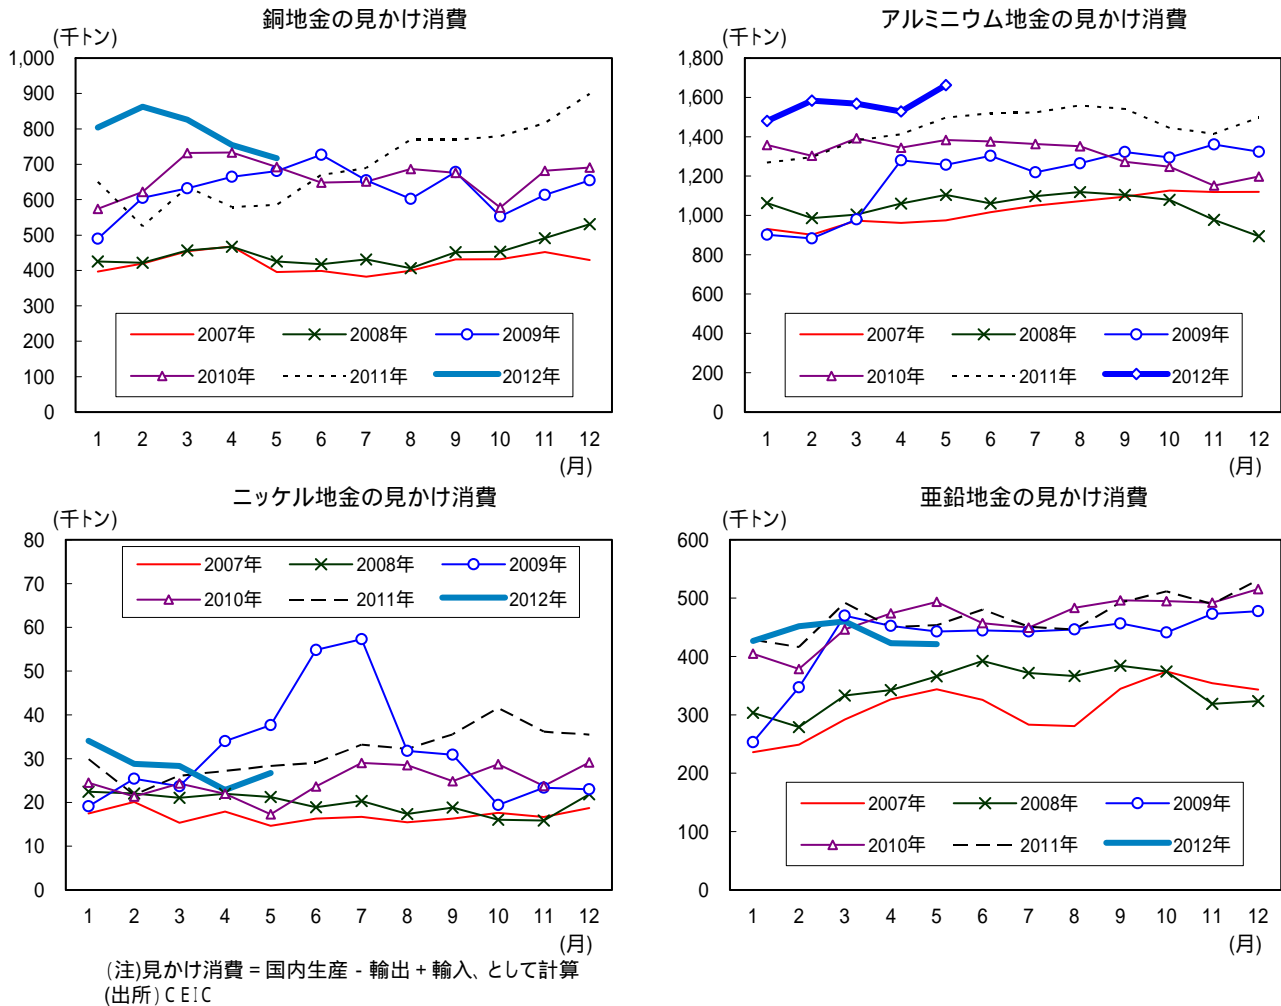 銅地金の見かけ消費
(千トン)
1,000
900
800
700
600
500
400
300
200
100
0
2007年 2008年 2009年
2010年 2011年 2012年
1 2 3 4 5 6 7 8 9 10 11 12
(月)
アルミニウム地金の見かけ消費
(千トン)
1,800
1,600
1,400
1,200
1,000
800
600
400
200
0
2007年 2008年 2009年
2010年 2011年 2012年
1 2 3 4 5 6 7 8 9 10 11 12
(月)
ニッケル地金の見かけ消費
(千トン)
80
70
60
50
40
30
20
10
0
2007年 2008年 2009年
2010年 2011年 2012年
1 2 3 4 5 6 7 8 9 10 11 12
(月)
亜鉛地金の見かけ消費
(千トン)
600
500
400
300
200
100
0
2007年 2008年 2009年
2010年 2011年 2012年
1 2 3 4 5 6 7 8 9 10 11 12
(月)
(注)見かけ消費 = 国内生産 - 輸出 + 輸入、として計算
(出所) CEIC